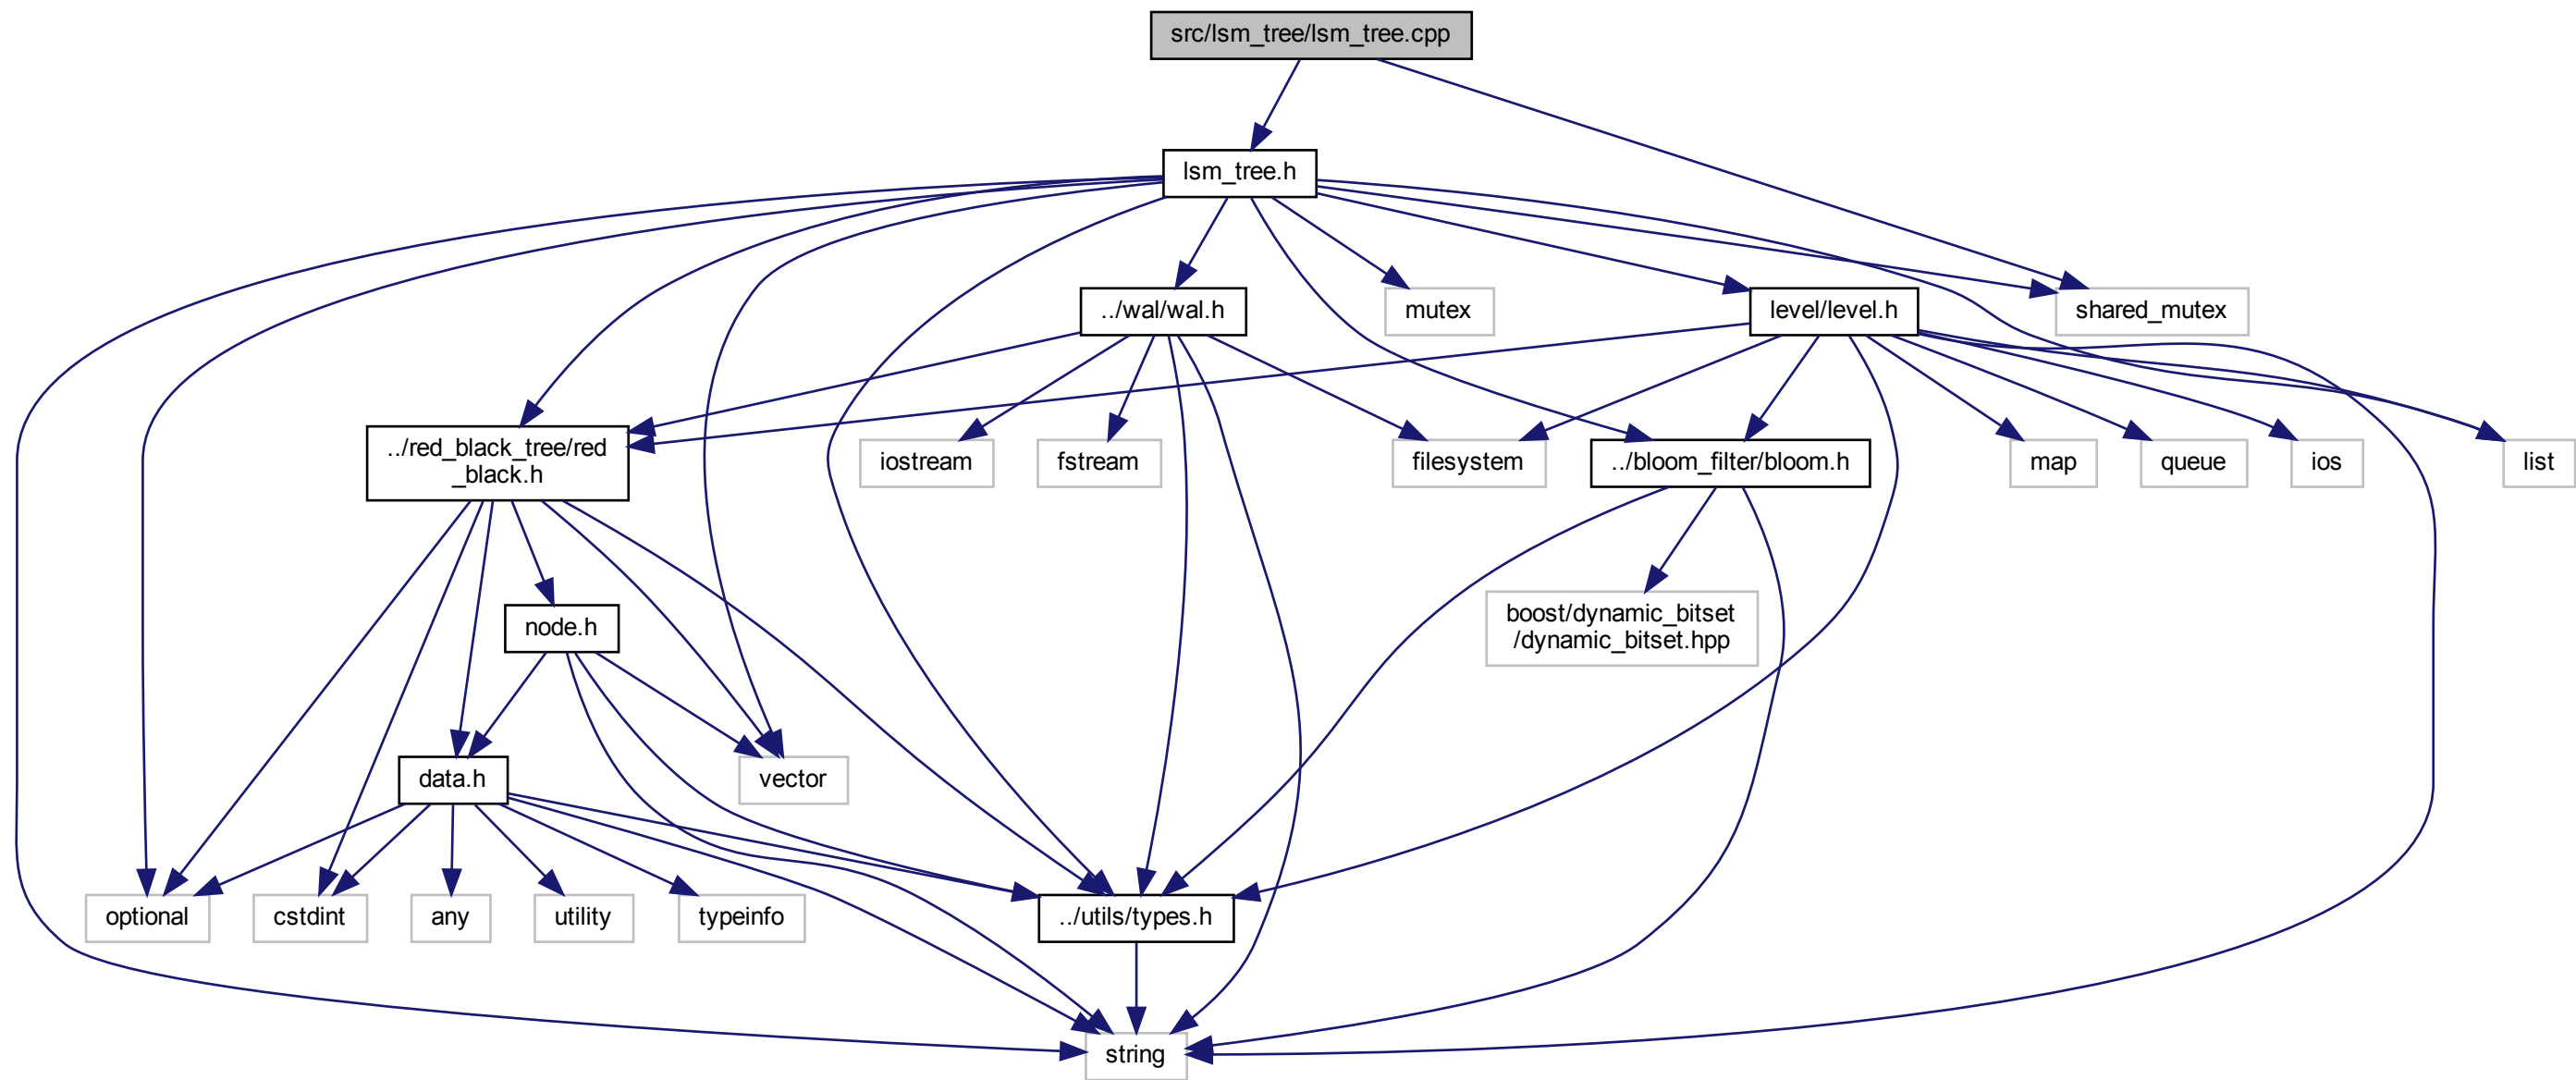 src/lsm_tree/lsm_tree.cpp
lsm_tree.h
../wal/wal.h
mutex
level/level.h
shared_mutex
../red_black_tree/red
_black.h
iostream
fstream
filesystem
../bloom_filter/bloom.h
map
queue
ios
list
node.h
boost/dynamic_bitset
/dynamic_bitset.hpp
data.h
vector
optional
cstdint
any
utility
typeinfo
../utils/types.h
string